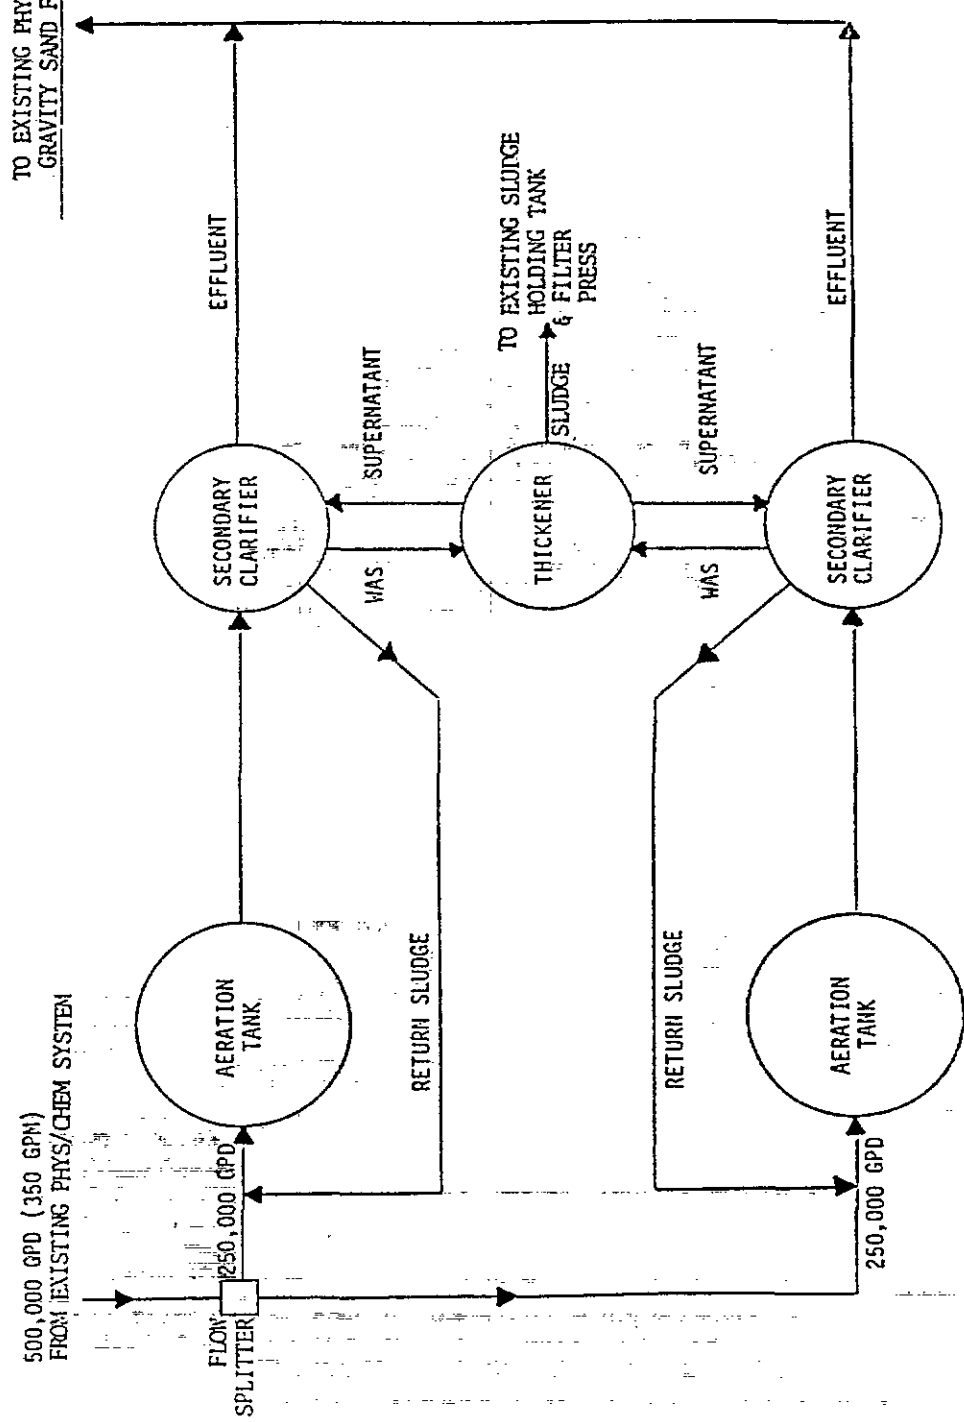 500,000 GPD (350 GPM)
FROM EXISTING PHYS/CHEM SYSTEM
FLOW
SPLITTER
250,000 GPD
AERATION
TANK
RETURN SLUDGE
SECONDARY
CLARIFIER
EFFLUENT
TO EXISTING PHY
GRAVITY SAND F
WAS
SUPERNATANT
THICKENER
SLUDGE
TO EXISTING SLUDGE
HOLDING TANK
& FILTER
PRESS
WAS
SUPERNATANT
RETURN SLUDGE
250,000 GPD
AERATION
TANK
SECONDARY
CLARIFIER
EFFLUENT